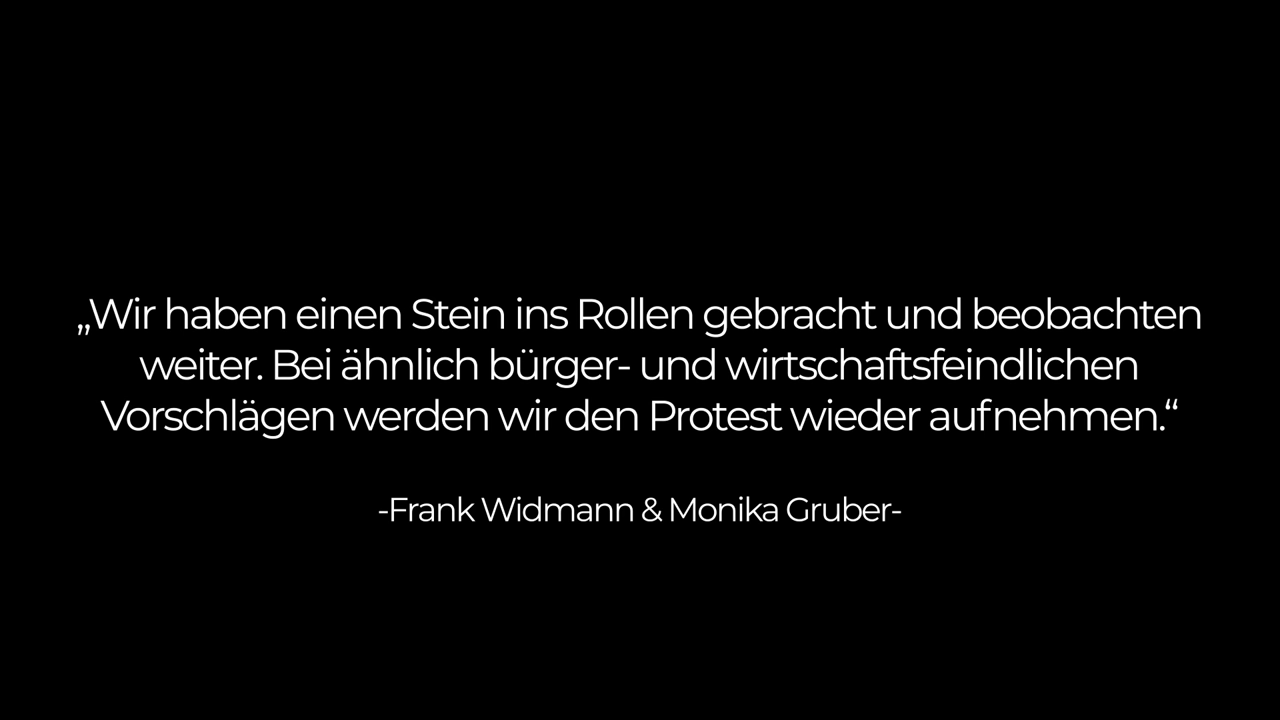 „Wir haben einen Stein ins Rollen gebracht und beobachten
weiter. Bei ähnlich bürger- und wirtschaftsfeindlichen
Vorschlägen werden wir den Protest wieder aufnehmen.“
-Frank Widmann & Monika Gruber-